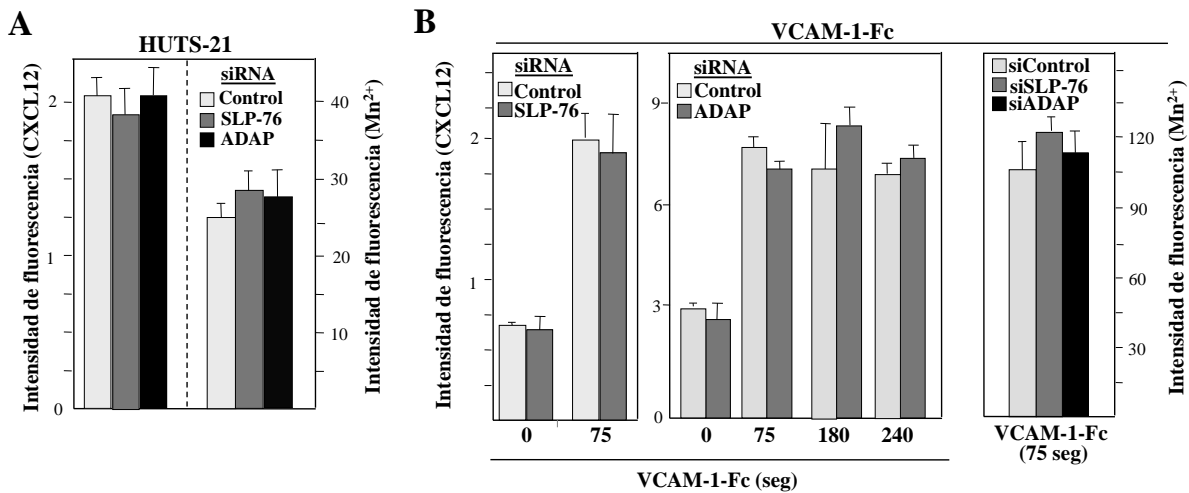 A
HUTS-21
Intensidad de fluorescencia (CXCL12)
2
1
0
siRNA
Control
SLP-76
ADAP
40
30
20
10
0
Intensidad de fluorescencia (Mn2+)
B
VCAM-1-Fc
Intensidad de fluorescencia (CXCL12)
2
1
siRNA
Control
SLP-76
0
75
9
6
3
0
siRNA
Control
ADAP
0
75
180
240
VCAM-1-Fc (seg)
siControl
siSLP-76
siADAP
120
90
60
30
Intensidad de fluorescencia (Mn2+)
VCAM-1-Fc
(75 seg)